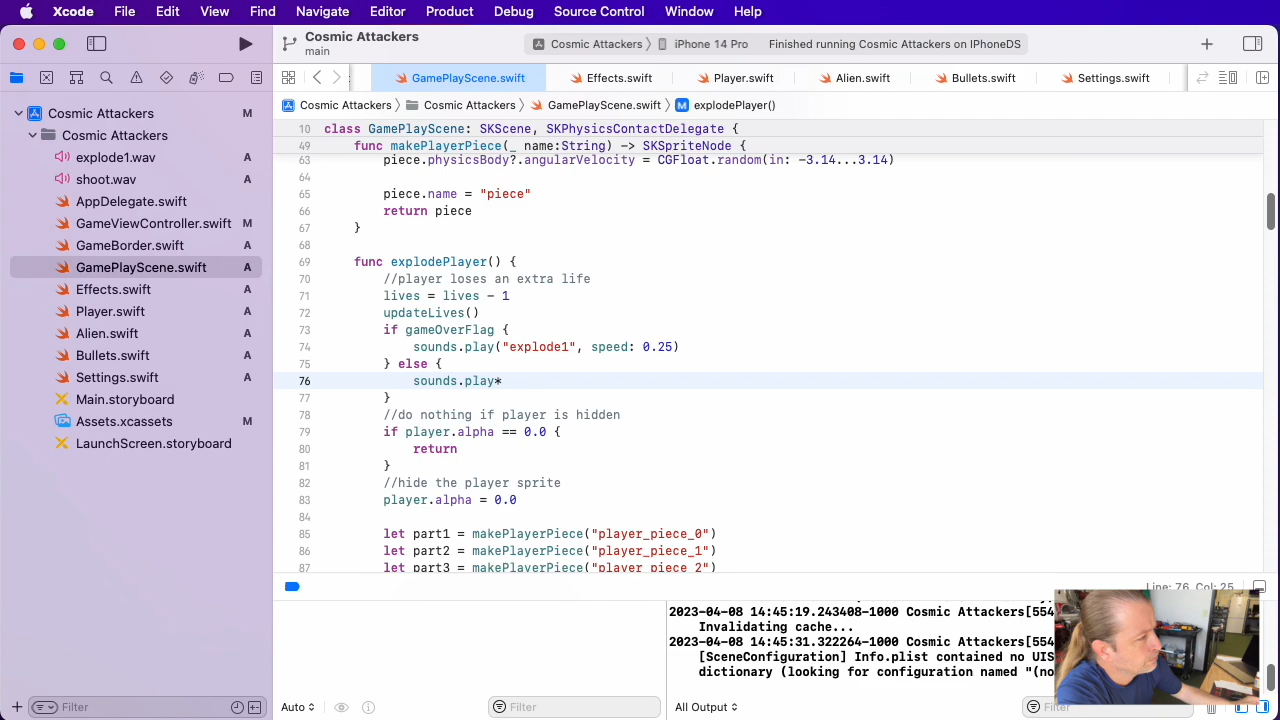 Xcode File Edit View Find Navigate Editor Product Debug Source Control Window Help
Cosmic Attackers
main
Cosmic Attackers iPhone 14 Pro Finished running Cosmic Attackers on IPhoneDS
GamePlayScene.swift Effects.swift Player.swift Alien.swift Bullets.swift Settings.swift
Cosmic Attackers Cosmic Attackers GamePlayScene.swift M explodePlayer()
Cosmic Attackers M
Cosmic Attackers
explode1.wav A
shoot.wav A
AppDelegate.swift
GameViewController.swift M
GameBorder.swift A
GamePlayScene.swift A
Effects.swift A
Player.swift A
Alien.swift A
Bullets.swift A
Settings.swift A
Main.storyboard
Assets.xcassets M
LaunchScreen.storyboard
Filter
10 class GamePlayScene: SKScene, SKPhysicsContactDelegate {
49 func makePlayerPiece(_ name:String) -> SKSpriteNode {
63 piece.physicsBody?.angularVelocity = CGFloat.random(in: -3.14...3.14)
64
65 piece.name = "piece"
66 return piece
67 }
68
69 func explodePlayer() {
70 //player loses an extra life
71 lives = lives - 1
72 updateLives()
73 if gameOverFlag {
74 sounds.play("explode1", speed: 0.25)
75 } else {
76 sounds.play*
77 }
78 //do nothing if player is hidden
79 if player.alpha == 0.0 {
80 return
81 }
82 //hide the player sprite
83 player.alpha = 0.0
84
85 let part1 = makePlayerPiece("player_piece_0")
86 let part2 = makePlayerPiece("player_piece_1")
87 let part3 = makePlayerPiece("player_piece_2")
Line: 76 Col: 25
2023-04-08 14:45:19.243408-1000 Cosmic Attackers[554
Invalidating cache...
2023-04-08 14:45:31.322264-1000 Cosmic Attackers[554
[SceneConfiguration] Info.plist contained no UIS
dictionary (looking for configuration named "(no
Auto Filter All Output Filter